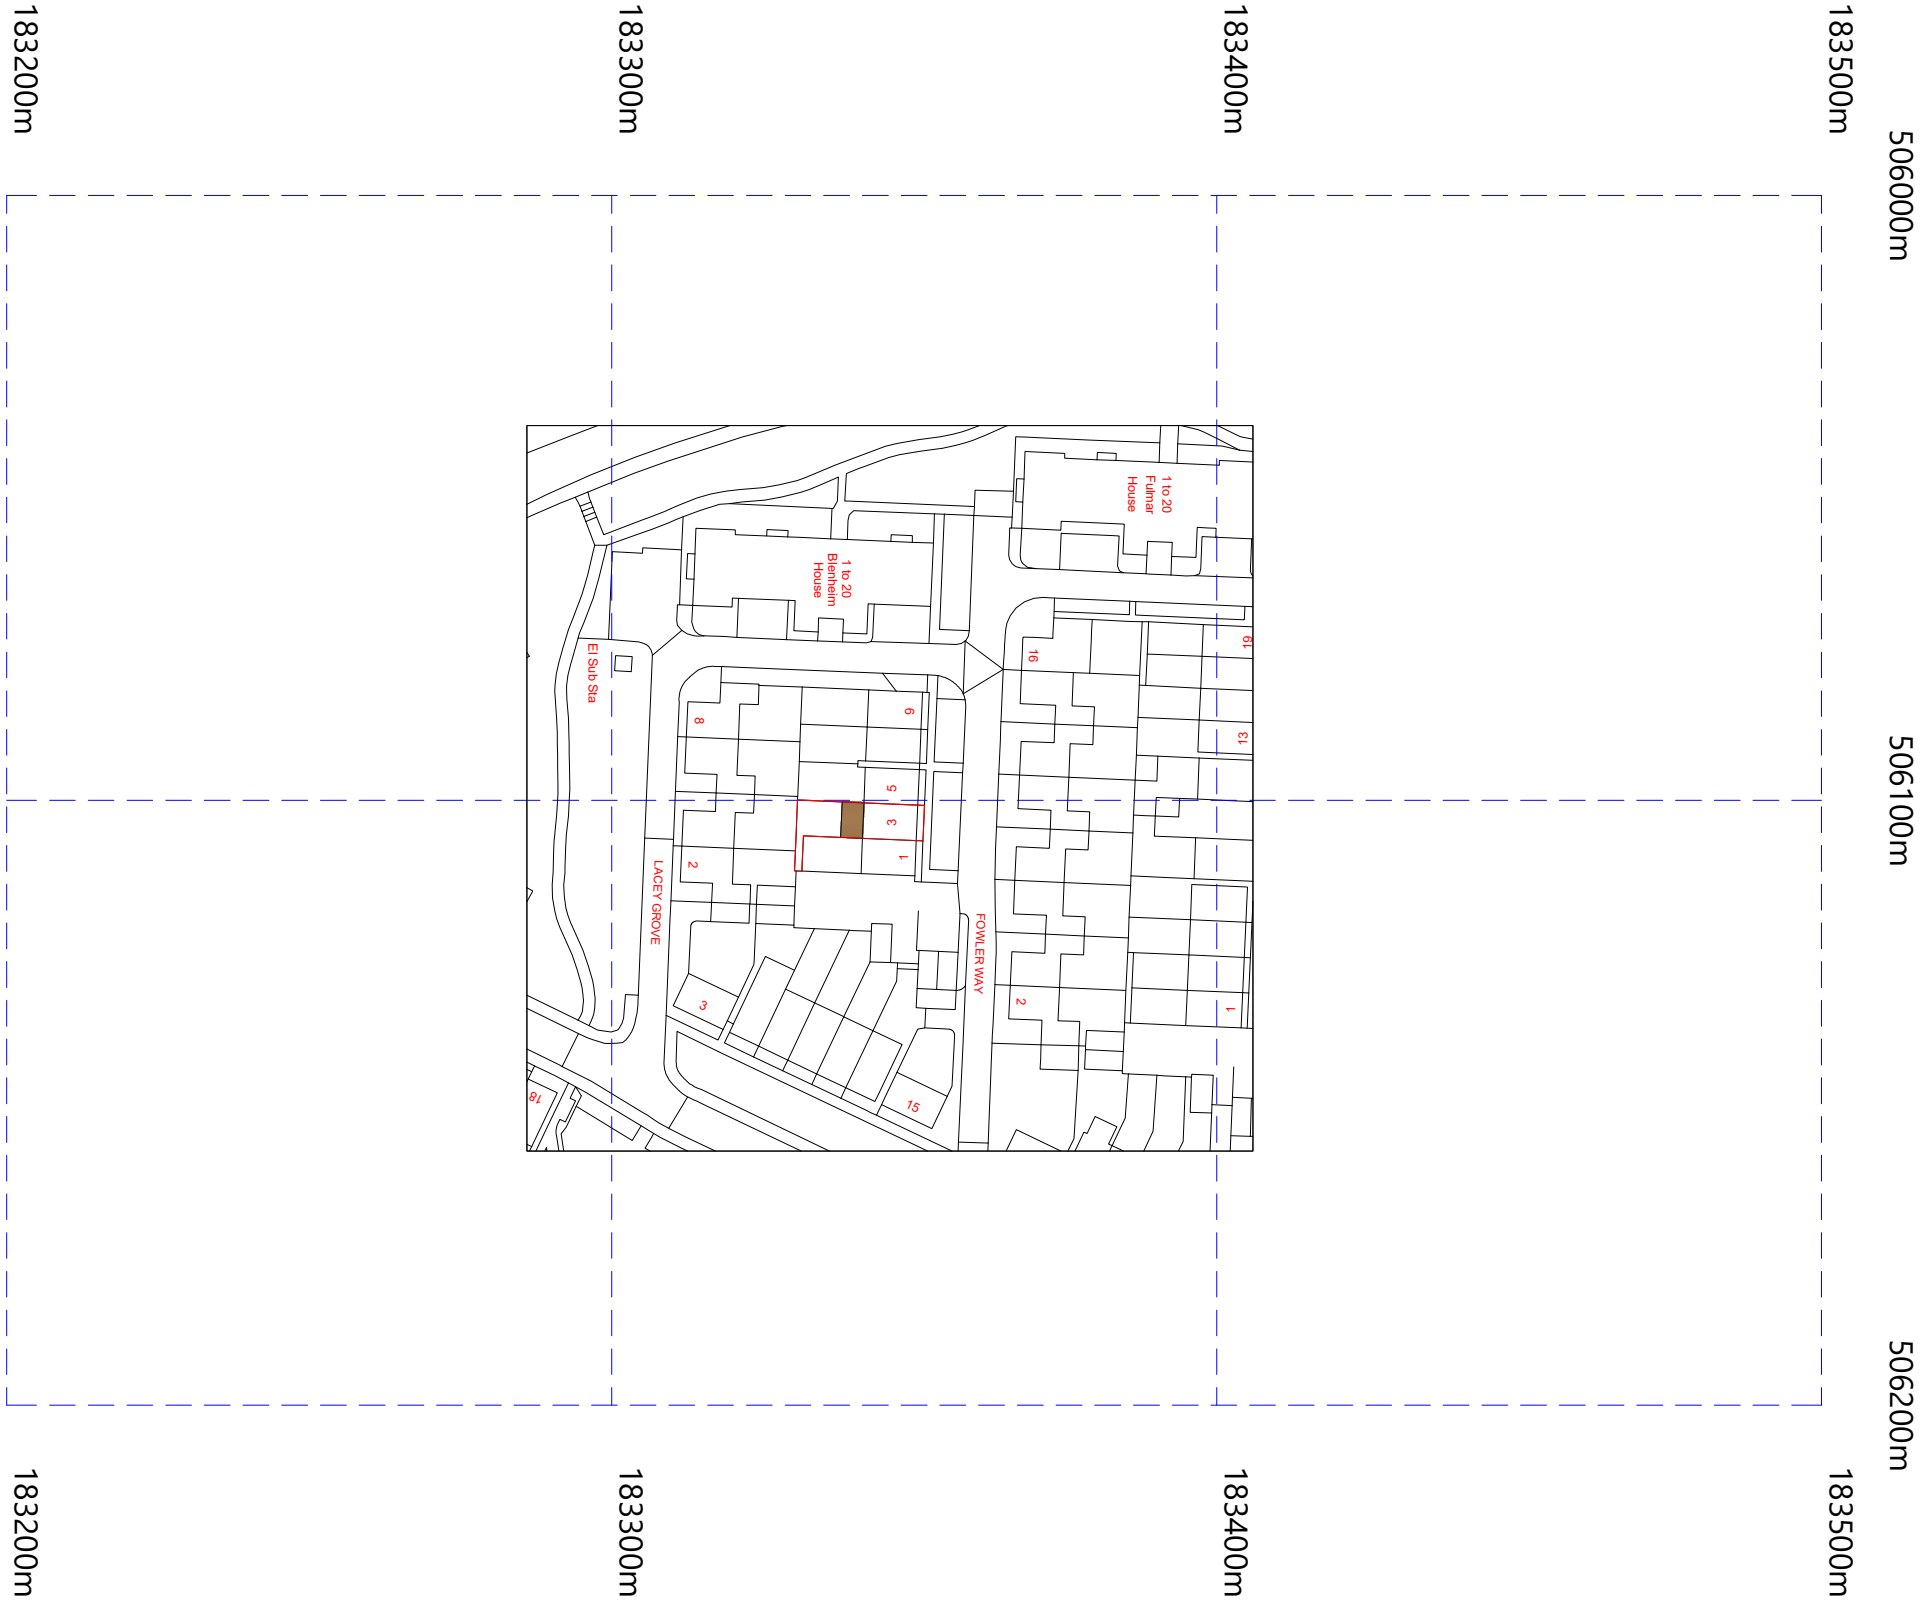 183500m
183500m
183400m
183400m
183300m
183300m
183200m
183200m
506000m
506100m
506200m
1 to 20
Fulmar
House
1 to 20
Blenheim
House
El Sub Sta
LACEY GROVE
FOWLER WAY
19
13
1
16
2
9
5
3
1
8
2
3
15
18